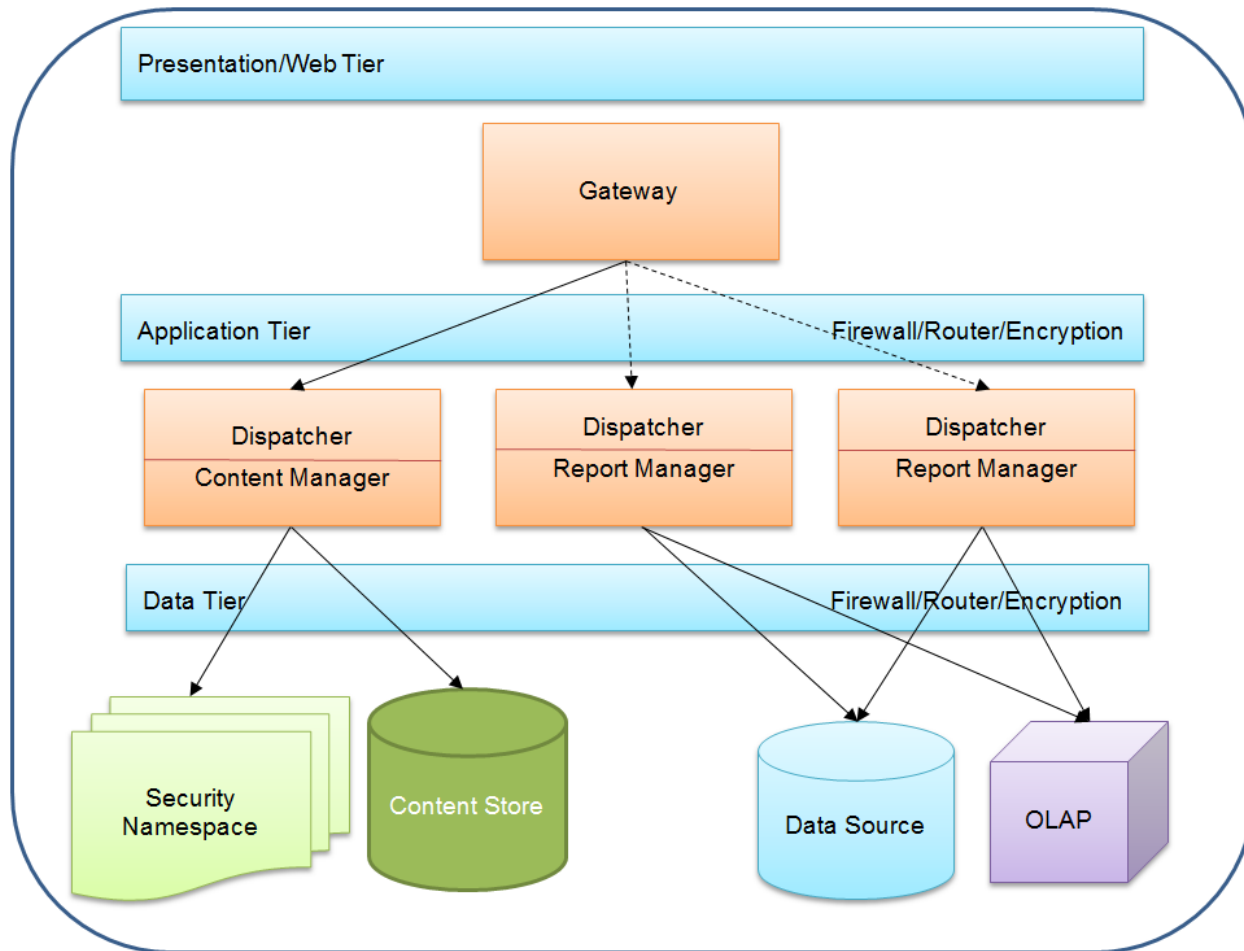 Presentation/Web Tier
Gateway
Application Tier
Firewall/Router/Encryption
Dispatcher
Content Manager
Dispatcher
Report Manager
Dispatcher
Report Manager
Data Tier
Firewall/Router/Encryption
Security
Namespace
Content Store
Data Source
OLAP